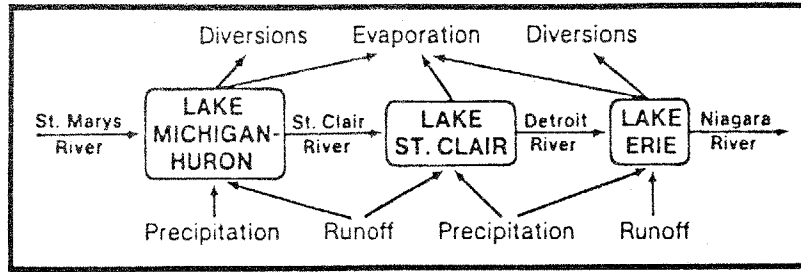 Diversions Evaporation Diversions
St. Marys River
LAKE
MICHIGAN-
HURON
St. Clair
River
LAKE
ST. CLAIR
Detroit
River
LAKE
ERIE
Niagara
River
Precipitation Runoff Precipitation Runoff